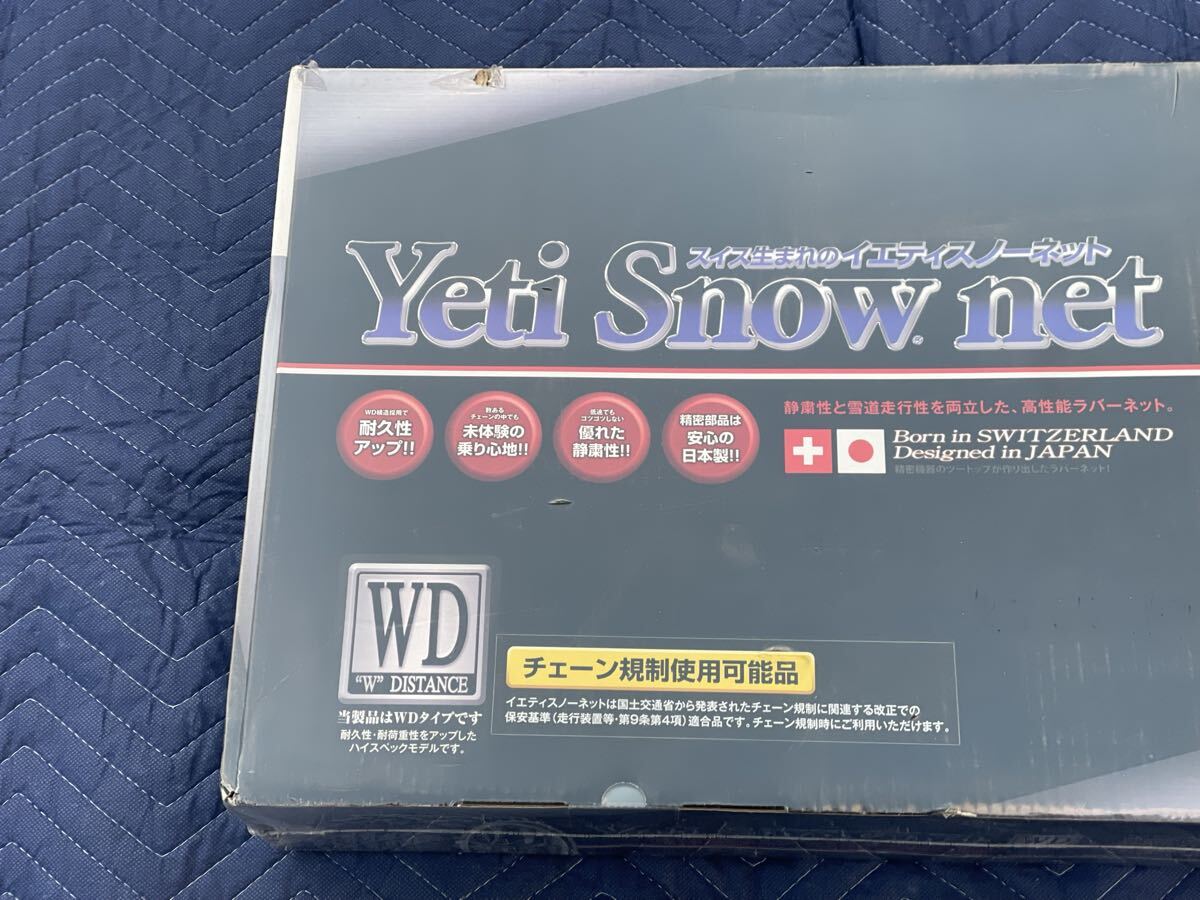 スイス生まれのイエティスノーネット
Yeti Snow net
WD構造採用で
耐久性
アップ!!
数ある
チェーンの中でも
未体験の
乗り心地!!
低速でも
ゴツゴツしない
優れた
静粛性!!
精密部品は
安心の
日本製!!
静粛性と雪道走行性を両立した、高性能ラバーネット。
Born in SWITZERLAND
Designed in JAPAN
精密機器のツートップが作り出したラバーネット!
WD
"W" DISTANCE
当製品はWDタイプです
耐久性・耐荷重性をアップした
ハイスペックモデルです。
チェーン規制使用可能品
イエティスノーネットは国土交通省から発表されたチェーン規制に関連する改正での
保安基準(走行装置等・第9条第4項)適合品です。チェーン規制時にご利用いただけます。